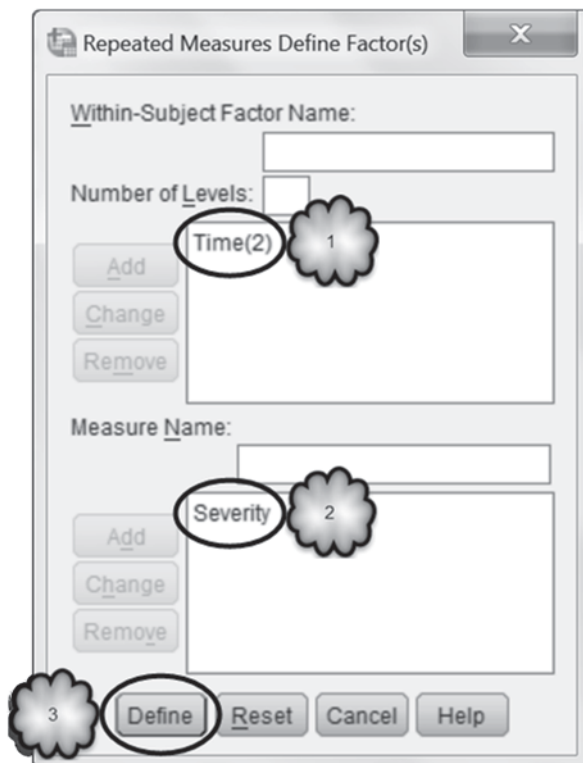 Repeated Measures Define Factor(s)
Within-Subject Factor Name:
Number of Levels:
Time(2)
1
Add
Change
Remove
Measure Name:
Severity
2
Add
Change
Remove
3
Define Reset Cancel Help